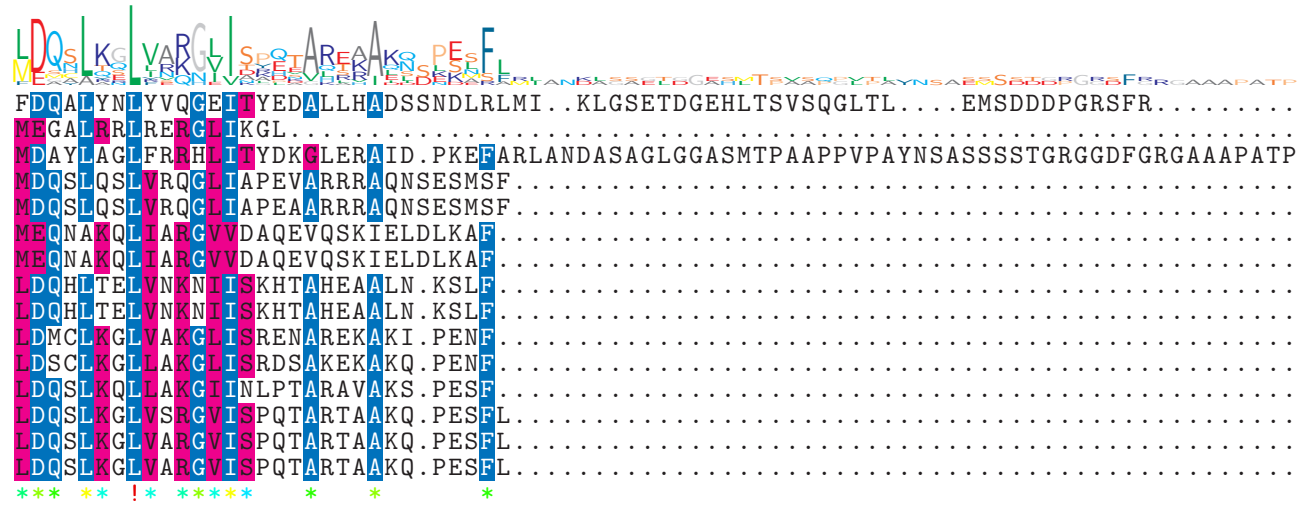 FDQALYNLYVQGEITYEDALLHADSSNDLRLMI..KLGSETDGEHLTSVSQGLTL....EMSDDDPGRSFR.........
MEGALRRLRERGLIKGL...............................................................
MDAYLAGLFRRHLITYDKGLERAID.PKEFARLANDASAGLGGASMTPAAPPVPAYNSASSSSTGRGGDFGRGAAAPATP
MDQSLQSLVRQGLIAPEVARRRAQNSESMSF.................................................
MDQSLQSLVRQGLIAPEAARRRAQNSESMSF.................................................
MEQNAKQLIARGVVDAQEVQSKIELDLKAF..................................................
MEQNAKQLIARGVVDAQEVQSKIELDLKAF..................................................
LDQHLTELVNKNIISKHTAHEAALN.KSLF..................................................
LDQHLTELVNKNIISKHTAHEAALN.KSLF..................................................
LDMCLKGLVAKGLISRENAREKAKI.PENF..................................................
LDSCLKGLLAKGLISRDSAKEKAKQ.PENF..................................................
LDQSLKQLLAKGIINLPTARAVAKS.PESF..................................................
LDQSLKGLVSRGVISPQTARTAAKQ.PESFL.................................................
LDQSLKGLVARGVISPQTARTAAKQ.PESFL.................................................
LDQSLKGLVARGVISPQTARTAAKQ.PESFL.................................................
*** ** !* ***** * * *